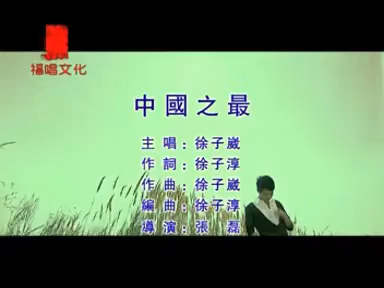 福唱文化
中國之最
主唱：徐子崴
作詞：徐子淳
作曲：徐子崴
編曲：徐子淳
導演：張磊